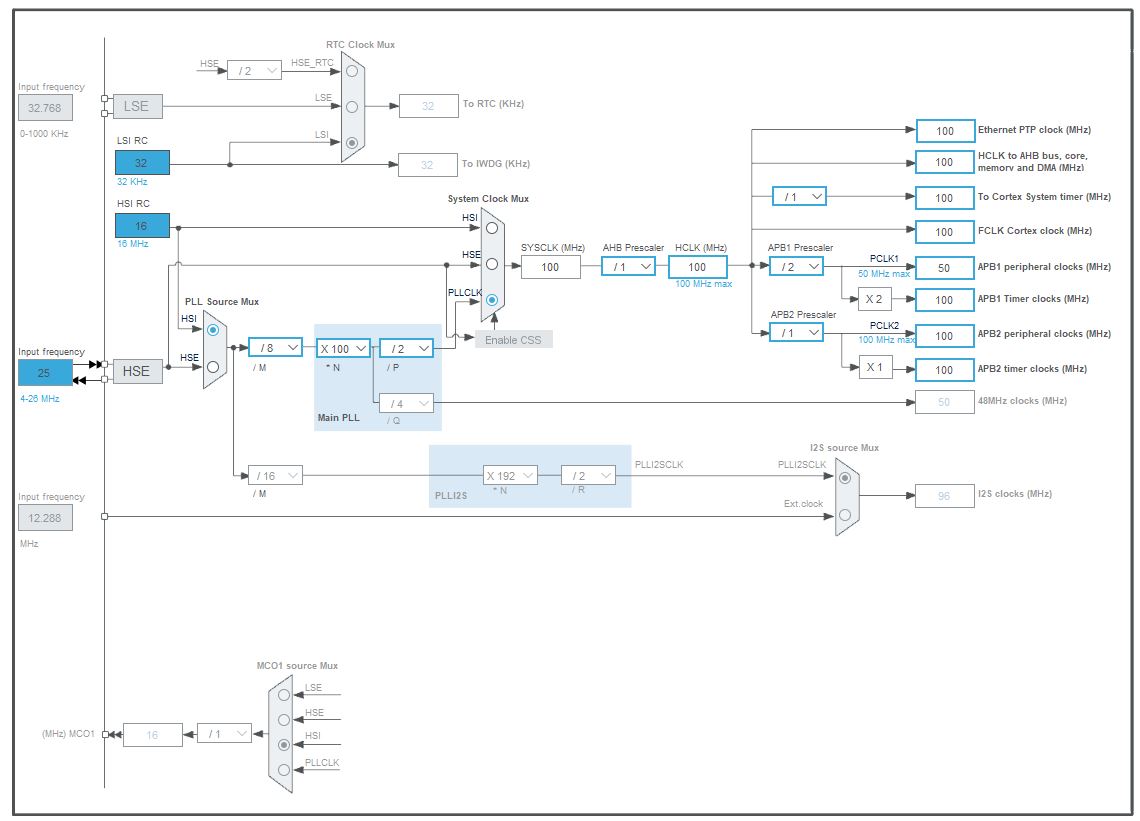 RTC Clock Mux
HSE
/ 2
HSE_RTC
Input frequency
32.768
0-1000 KHz
LSE
LSE
32
To RTC (KHz)
LSI RC
32
32 KHz
LSI
32
To IWDG (KHz)
HSI RC
16
16 MHz
System Clock Mux
HSI
HSE
PLLCLK
SYSCLK (MHz)
100
AHB Prescaler
/ 1
HCLK (MHz)
100
100 MHz max
100
Ethernet PTP clock (MHz)
100
HCLK to AHB bus, core,
memory and DMA (MHz)
/ 1
100
To Cortex System timer (MHz)
100
FCLK Cortex clock (MHz)
APB1 Prescaler
/ 2
PCLK1
50 MHz max
50
APB1 peripheral clocks (MHz)
X 2
100
APB1 Timer clocks (MHz)
APB2 Prescaler
/ 1
PCLK2
100 MHz max
100
APB2 peripheral clocks (MHz)
X 1
100
APB2 timer clocks (MHz)
Enable CSS
PLL Source Mux
HSI
HSE
Input frequency
25
4-26 MHz
HSE
/ 8
/ M
X 100
* N
/ 2
/ P
/ 4
/ Q
Main PLL
50
48MHz clocks (MHz)
/ 16
/ M
PLLI2S
X 192
* N
/ 2
/ R
PLLI2SCLK
I2S source Mux
PLLI2SCLK
Ext.clock
96
I2S clocks (MHz)
Input frequency
12.288
MHz
MCO1 source Mux
LSE
HSE
HSI
PLLCLK
(MHz) MCO1
16
/ 1